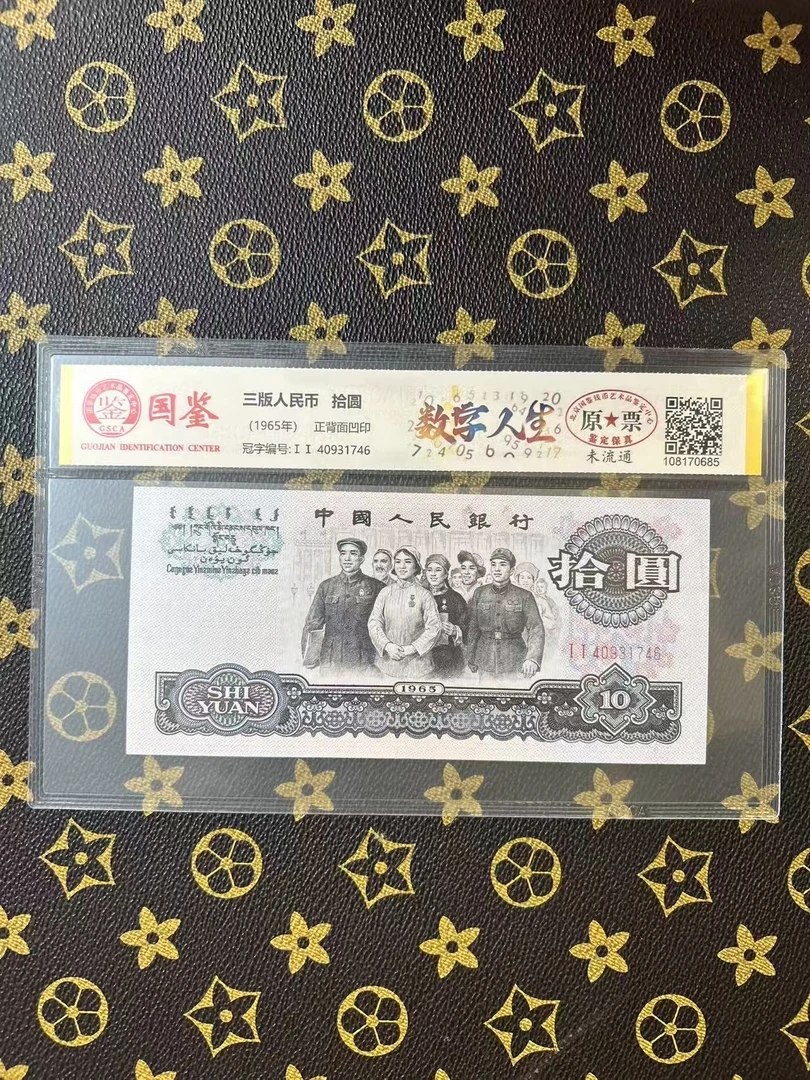 GSCA
国鉴
GUOJIAN IDENTIFICATION CENTER
三版人民币 拾圆
(1965年) 正背面凹印
冠字编号: I I 40931746
数字人生
原★票
鉴定保真
未流通
108170685
中國人民銀行
拾圓
I I 40931746
SHI
YUAN
1965
10